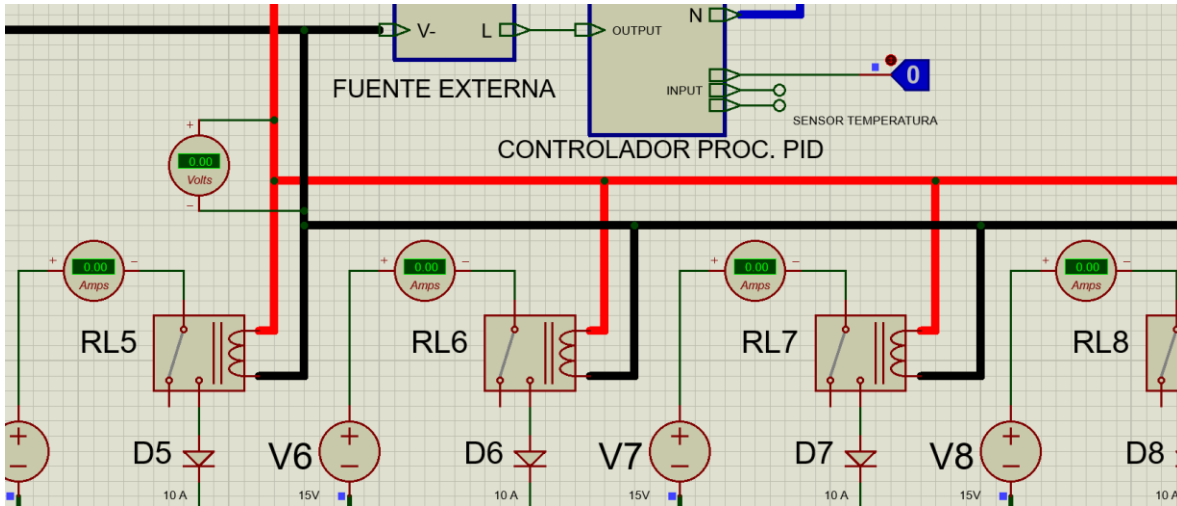 N
V-
L
OUTPUT
0
INPUT
FUENTE EXTERNA
SENSOR TEMPERATURA
CONTROLADOR PROC. PID
+
0.00
Volts
−
+
0.00
Amps
−
+
0.00
Amps
−
+
0.00
Amps
−
+
0.00
Amps
−
RL5
RL6
RL7
RL8
D5
V6
D6
V7
D7
V8
D8
10 A
15V
10 A
15V
10 A
15V
10 A